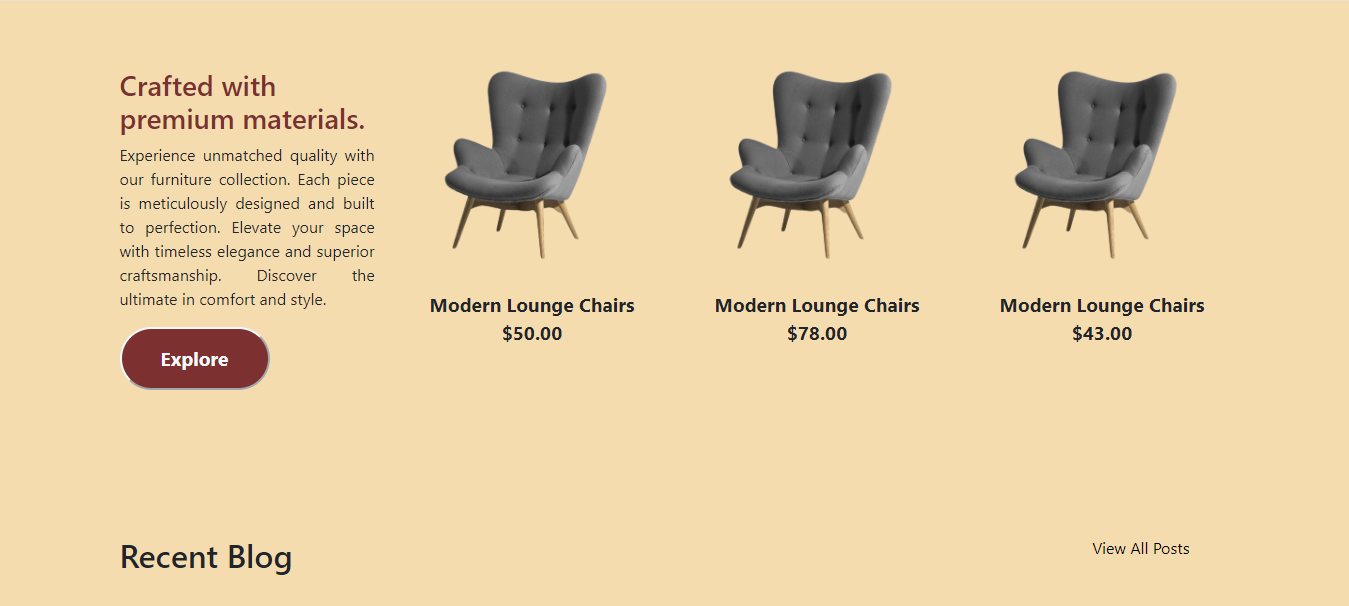 Crafted with
premium materials.
Experience unmatched quality with
our furniture collection. Each piece
is meticulously designed and built
to perfection. Elevate your space
with timeless elegance and superior
craftsmanship. Discover the
ultimate in comfort and style.
Explore
Modern Lounge Chairs
$50.00
Modern Lounge Chairs
$78.00
Modern Lounge Chairs
$43.00
Recent Blog
View All Posts